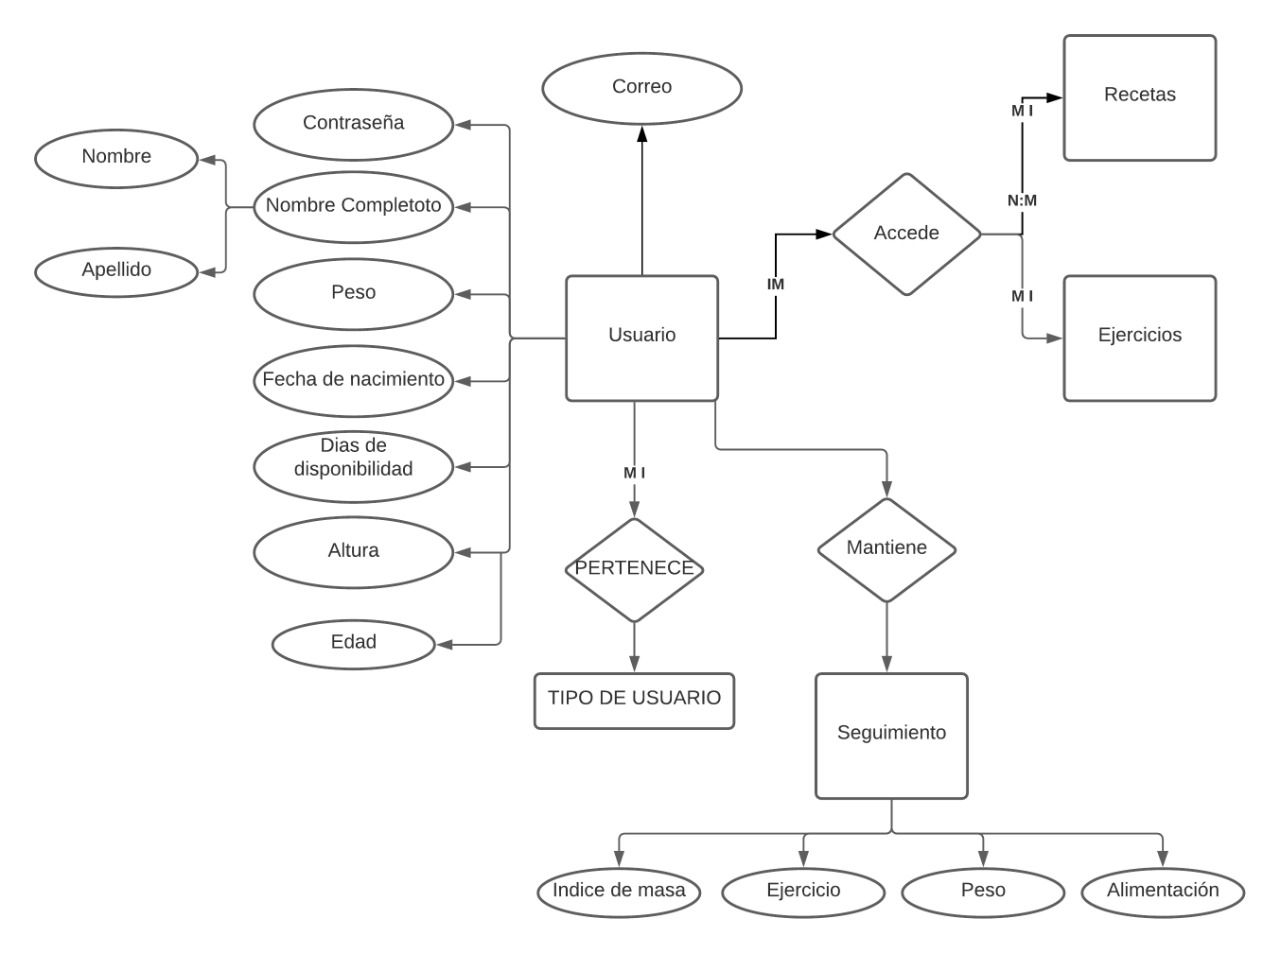 Correo
Recetas
Contraseña
M I
Nombre
Nombre Completoto
N:M
Accede
Apellido
Peso
IM
M I
Usuario
Ejercicios
Fecha de nacimiento
Dias de
disponibilidad
M I
Altura
Mantiene
PERTENECE
Edad
TIPO DE USUARIO
Seguimiento
Indice de masa
Ejercicio
Peso
Alimentación